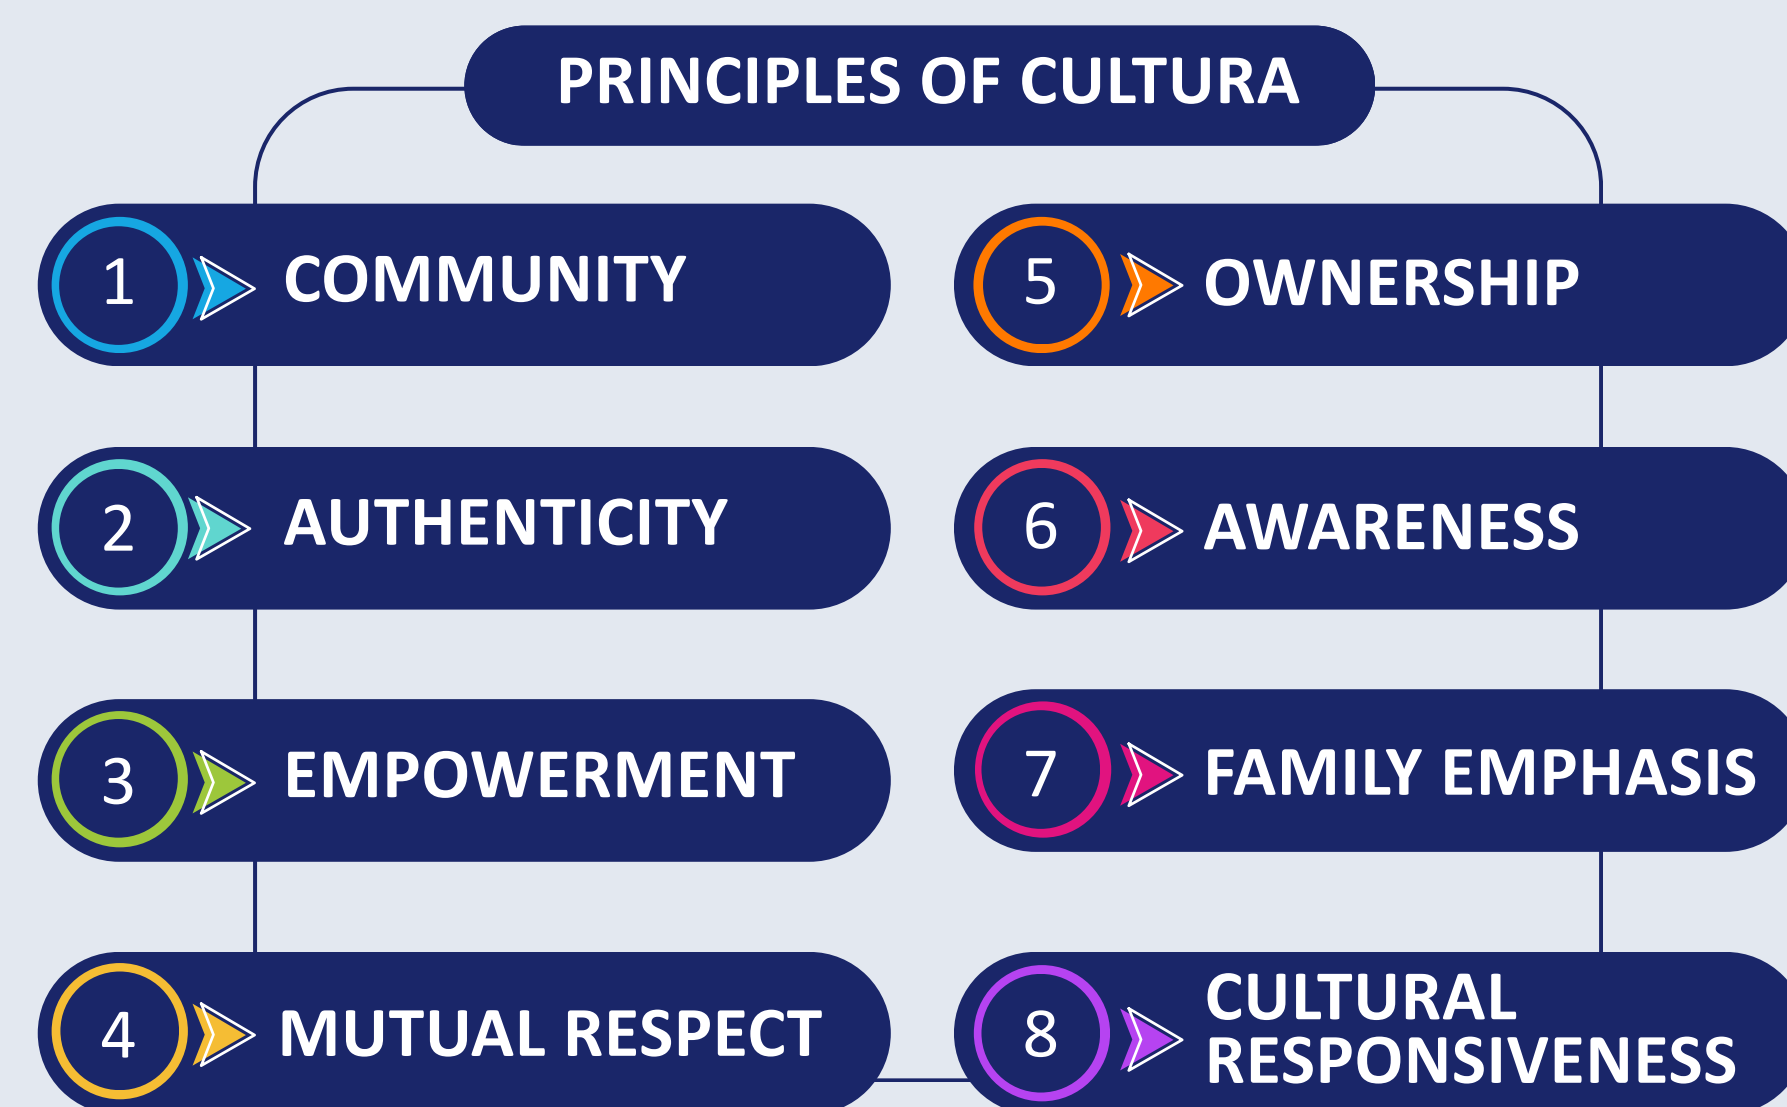 PRINCIPLES OF CULTURA
1 COMMUNITY
2 AUTHENTICITY
3 EMPOWERMENT
4 MUTUAL RESPECT
5 OWNERSHIP
6 AWARENESS
7 FAMILY EMPHASIS
8 CULTURAL
RESPONSIVENESS